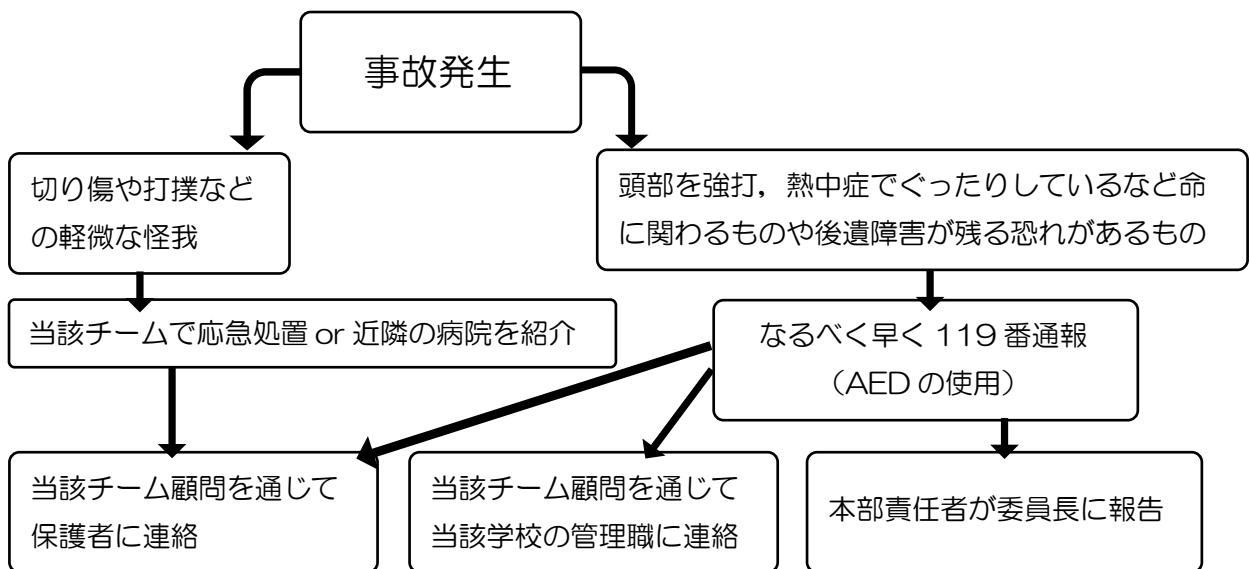 事故発生
切り傷や打撲など
の軽微な怪我
頭部を強打，熱中症でぐったりしているなど命
に関わるものや後遺障害が残る恐れがあるもの
当該チームで応急処置 or 近隣の病院を紹介
なるべく早く 119 番通報
（AED の使用）
当該チーム顧問を通じて
保護者に連絡
当該チーム顧問を通じて
当該学校の管理職に連絡
本部責任者が委員長に報告